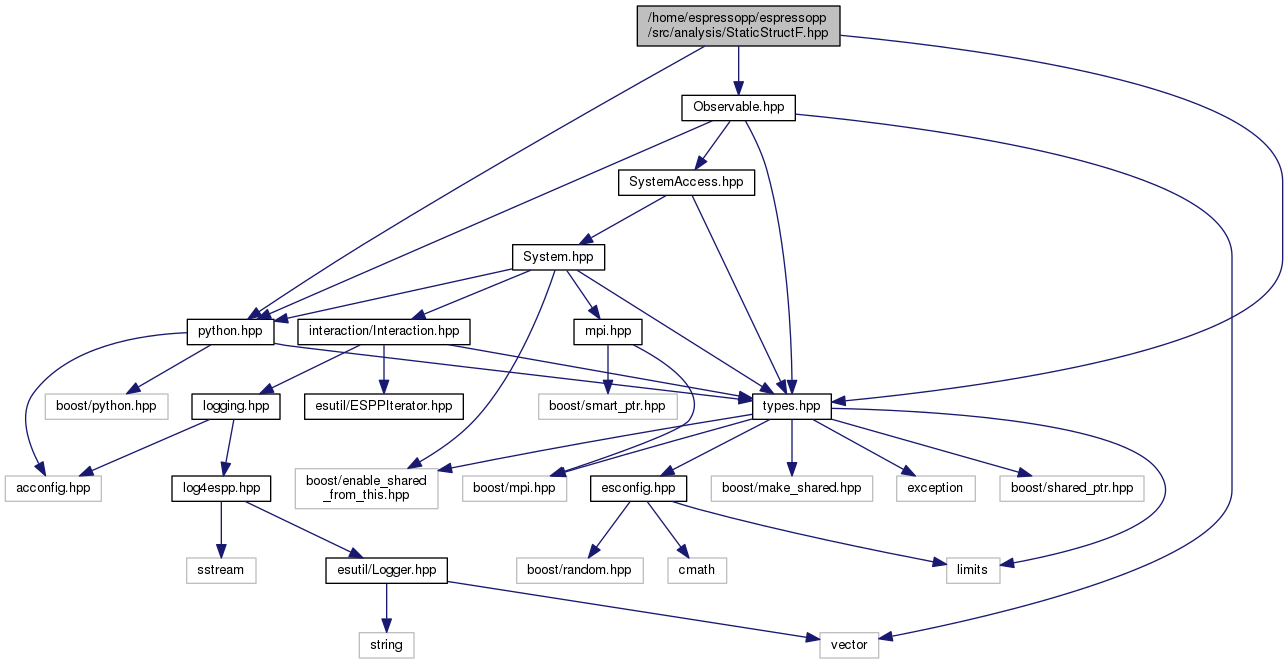 /home/espressopp/espressopp
/src/analysis/StaticStructF.hpp
Observable.hpp
SystemAccess.hpp
System.hpp
python.hpp
interaction/Interaction.hpp
mpi.hpp
boost/python.hpp
logging.hpp
esutil/ESPPIterator.hpp
boost/smart_ptr.hpp
types.hpp
acconfig.hpp
log4espp.hpp
boost/enable_shared
_from_this.hpp
boost/mpi.hpp
esconfig.hpp
boost/make_shared.hpp
exception
boost/shared_ptr.hpp
sstream
esutil/Logger.hpp
boost/random.hpp
cmath
limits
string
vector